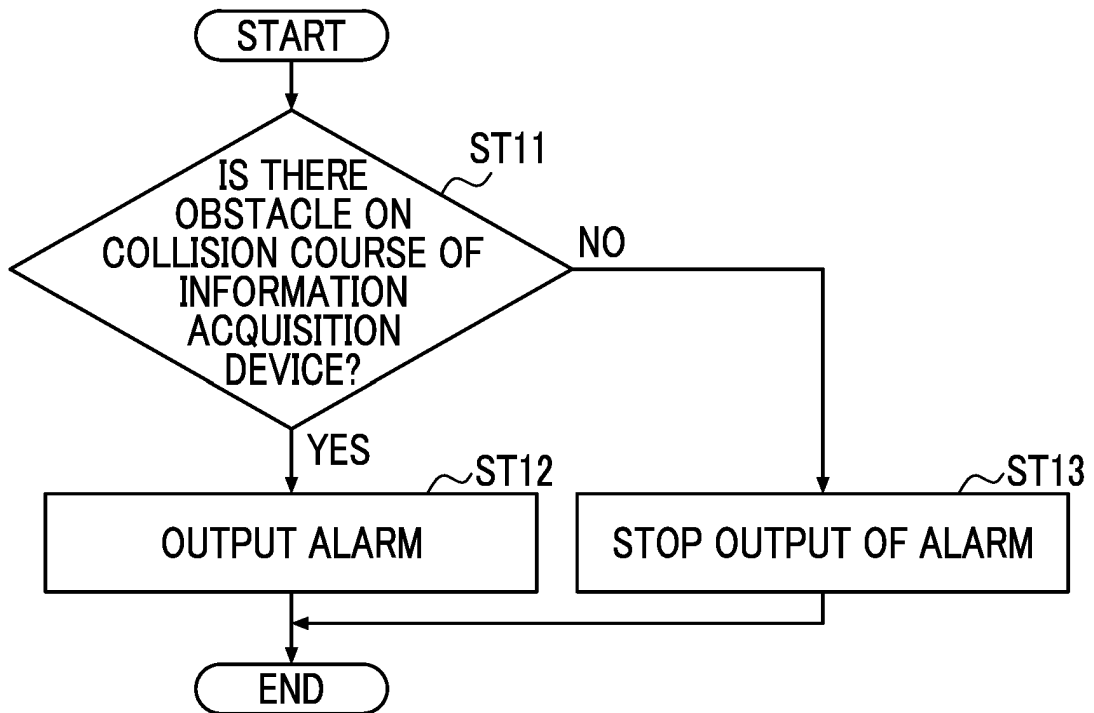 START
ST11
IS THERE
OBSTACLE ON
COLLISION COURSE OF
INFORMATION
ACQUISITION
DEVICE?
NO
YES
ST12
ST13
OUTPUT ALARM
STOP OUTPUT OF ALARM
END